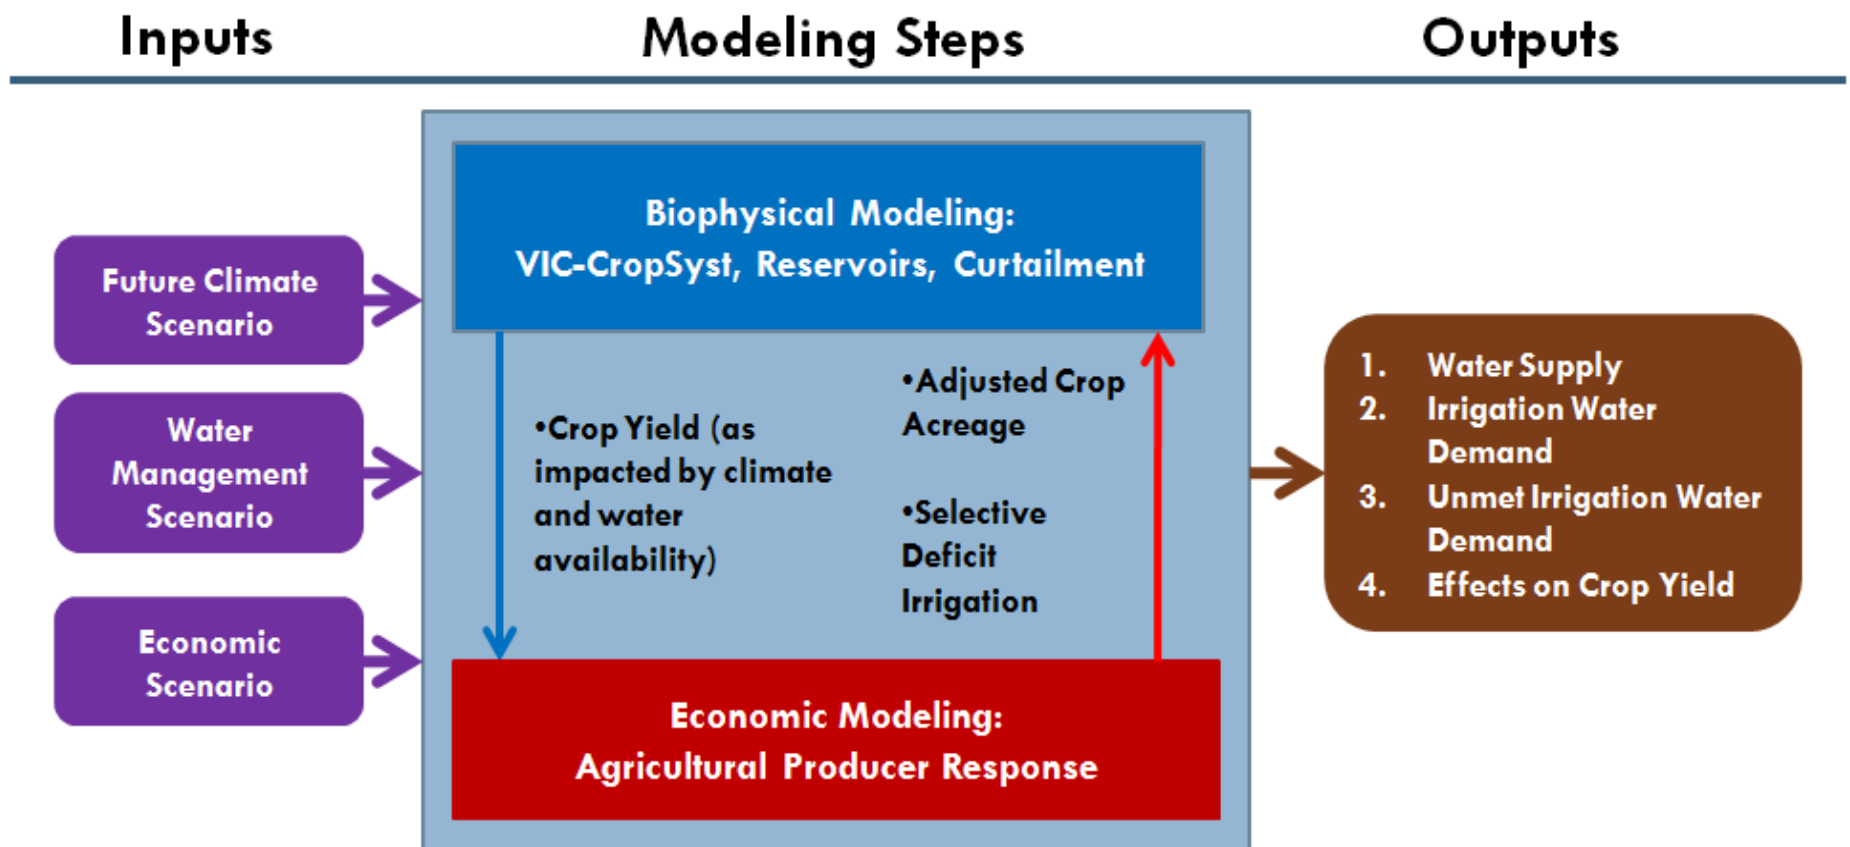 Inputs
Modeling Steps
Outputs
Future Climate
Scenario
Water
Management
Scenario
Economic
Scenario
Biophysical Modeling:
VIC-CropSyst, Reservoirs, Curtailment
•Crop Yield (as
impacted by climate
and water
availability)
•Adjusted Crop
Acreage
•Selective
Deficit
Irrigation
Economic Modeling:
Agricultural Producer Response
1. Water Supply
2. Irrigation Water
Demand
3. Unmet Irrigation Water
Demand
4. Effects on Crop Yield